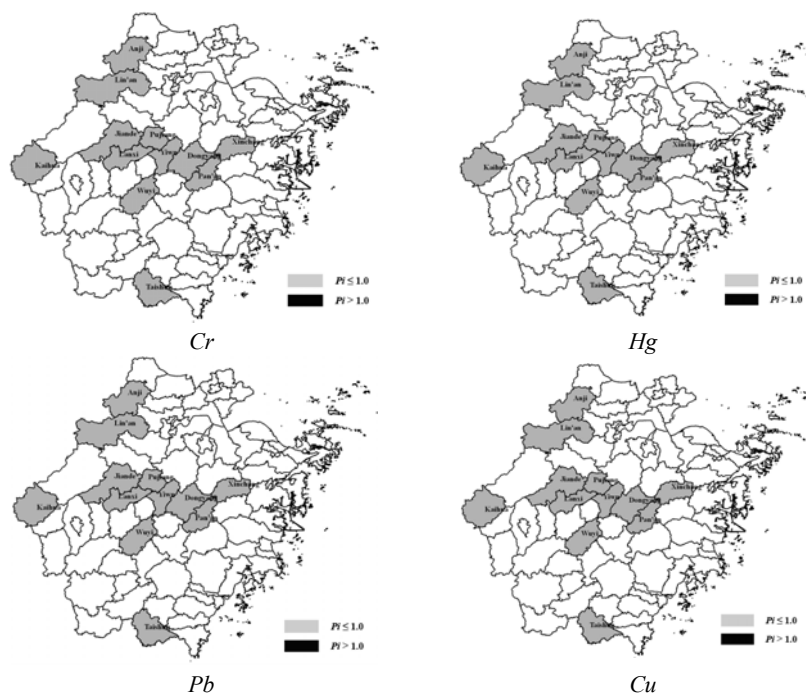 Anji
Lin'an
Jiande Pujiang Xinchang
Kaihua Lanxi Yiwu Dongyang
Pan'an
Wuyi
Taishun
Pi ≤ 1.0
Pi > 1.0
Cr
Anji
Lin'an
Jiande Pujiang Xinchang
Kaihua Lanxi Yiwu Dongyang
Pan'an
Wuyi
Taishun
Pi ≤ 1.0
Pi > 1.0
Hg
Anji
Lin'an
Jiande Pujiang Xinchang
Kaihua Lanxi Yiwu Dongyang
Pan'an
Wuyi
Taishun
Pi ≤ 1.0
Pi > 1.0
Pb
Anji
Lin'an
Jiande Pujiang Xinchang
Kaihua Lanxi Yiwu Dongyang
Pan'an
Wuyi
Taishun
Pi ≤ 1.0
Pi > 1.0
Cu